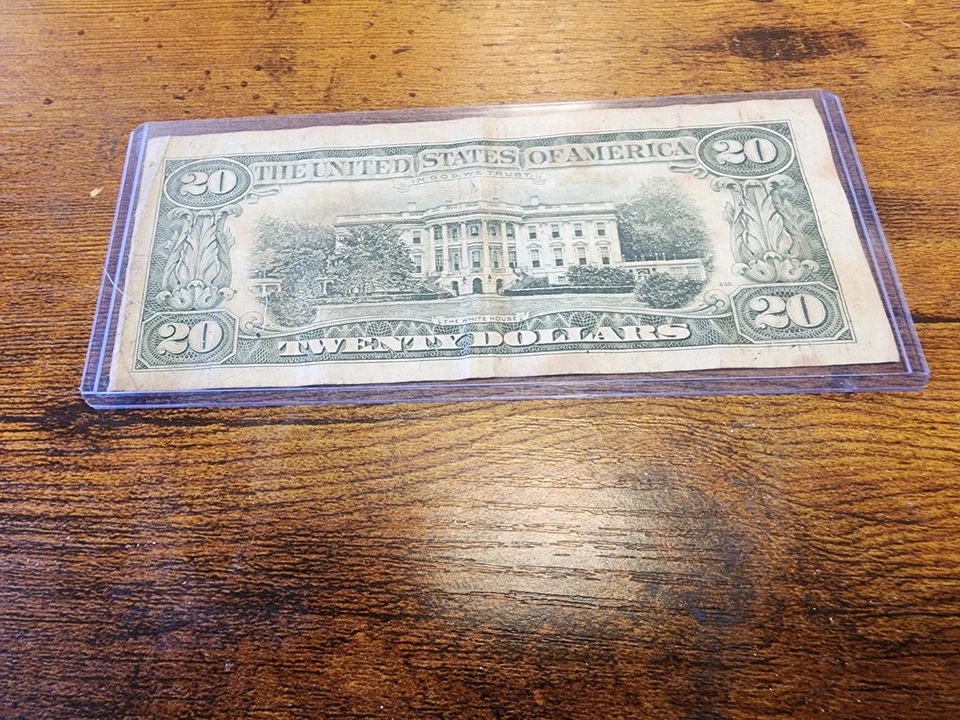 20 THE UNITED STATES OF AMERICA 20
IN GOD WE TRUST
THE WHITE HOUSE
20 TWENTY DOLLARS 20